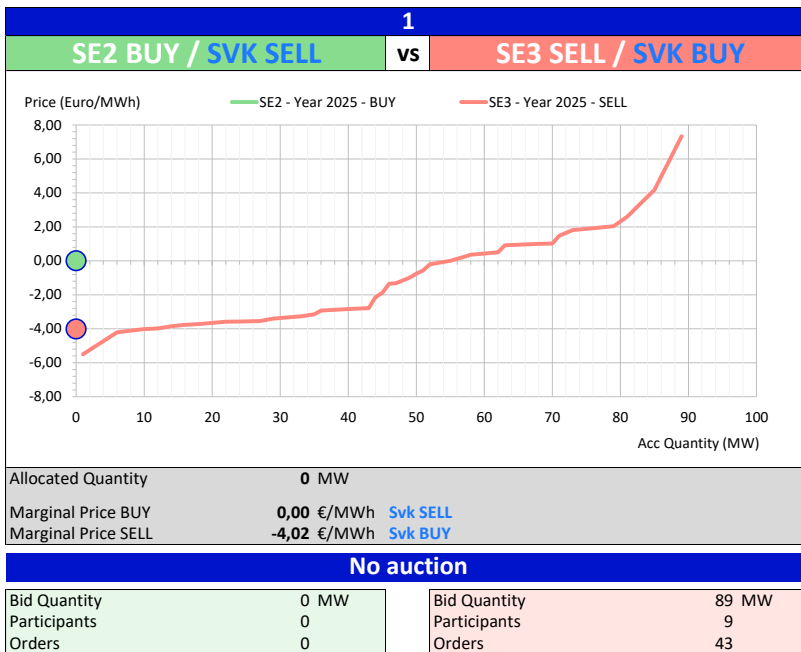 1
SE2 BUY / SVK SELL vs SE3 SELL / SVK BUY
Price (Euro/MWh) SE2 - Year 2025 - BUY SE3 - Year 2025 - SELL
8,00
6,00
4,00
2,00
0,00
-2,00
-4,00
-6,00
-8,00
0 10 20 30 40 50 60 70 80 90 100
Acc Quantity (MW)
Allocated Quantity 0 MW
Marginal Price BUY 0,00 €/MWh Svk SELL
Marginal Price SELL -4,02 €/MWh Svk BUY
No auction
Bid Quantity 0 MW Bid Quantity 89 MW
Participants 0 Participants 9
Orders 0 Orders 43